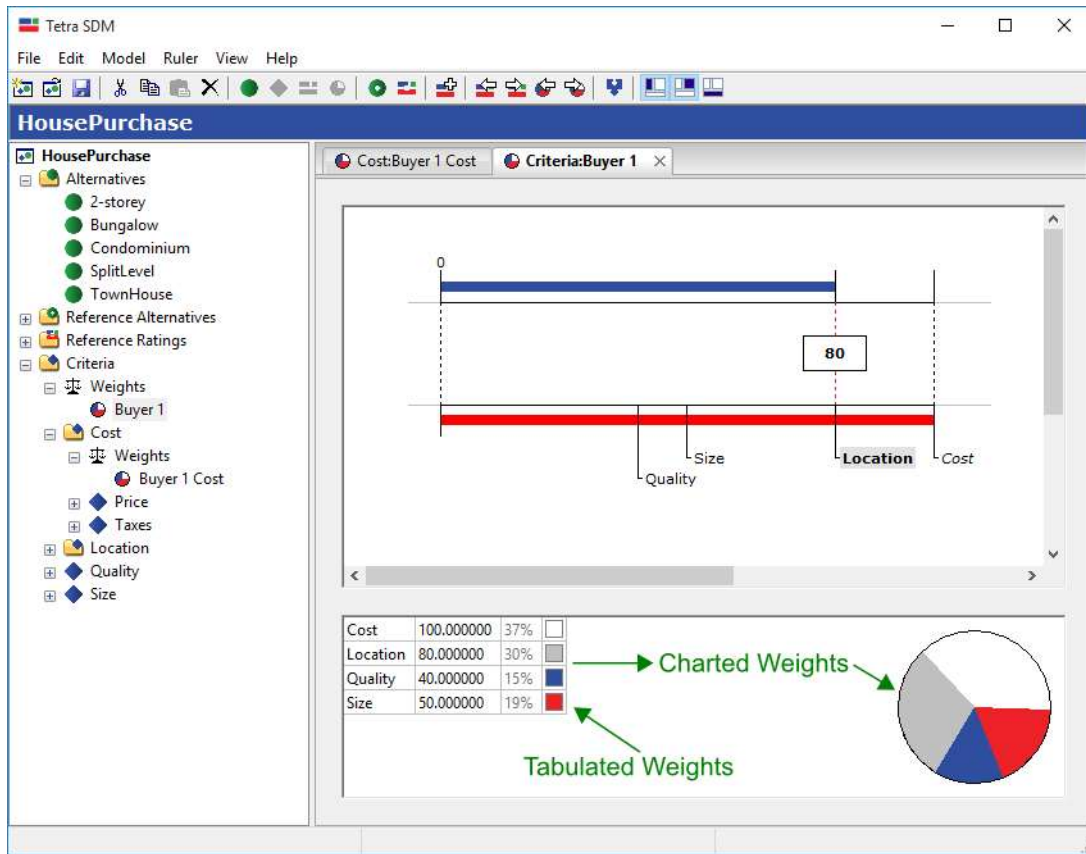 Tetra SDM
File Edit Model Ruler View Help
HousePurchase
HousePurchase
Alternatives
2-storey
Bungalow
Condominium
SplitLevel
TownHouse
Reference Alternatives
Reference Ratings
Criteria
Weights
Buyer 1
Cost
Weights
Buyer 1 Cost
Price
Taxes
Location
Quality
Size
Cost:Buyer 1 Cost
Criteria:Buyer 1
0
80
Size
Location
Cost
Quality
Cost 100.000000 37%
Location 80.000000 30%
Quality 40.000000 15%
Size 50.000000 19%
Charted Weights
Tabulated Weights